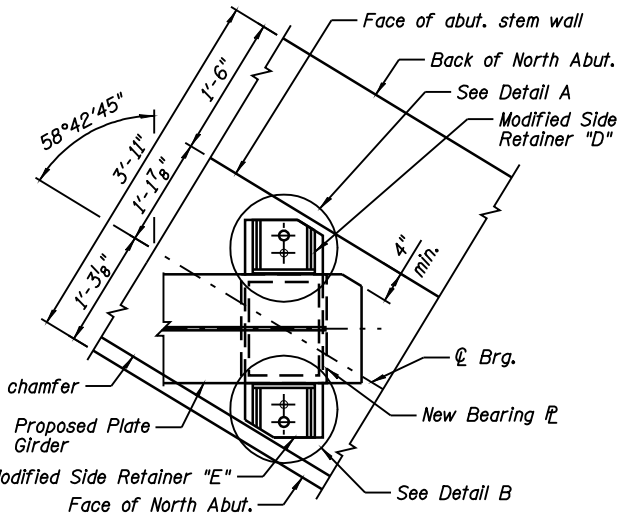 Face of abut. stem wall
Back of North Abut.
See Detail A
Modified Side
Retainer "D"
58°42'45"
3'-11"
1'-6"
1'-1⅞"
1'-3⅛"
4"
min.
℄ Brg.
New Bearing ⅊
chamfer
Proposed Plate
Girder
Modified Side Retainer "E"
Face of North Abut.
See Detail B